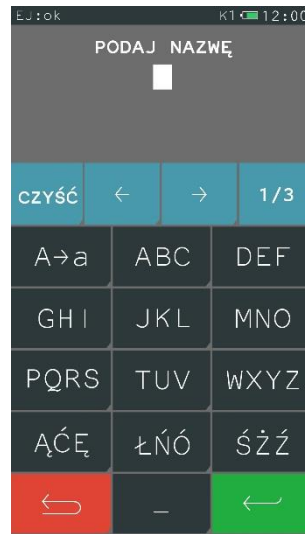 EJ:ok K1 12:00
PODAJ NAZWĘ
CZYŚĆ ← → 1/3
A→a ABC DEF
GHI JKL MNO
PQRS TUV WXYZ
ĄĆĘ ŁŃÓ ŚŻŹ
_